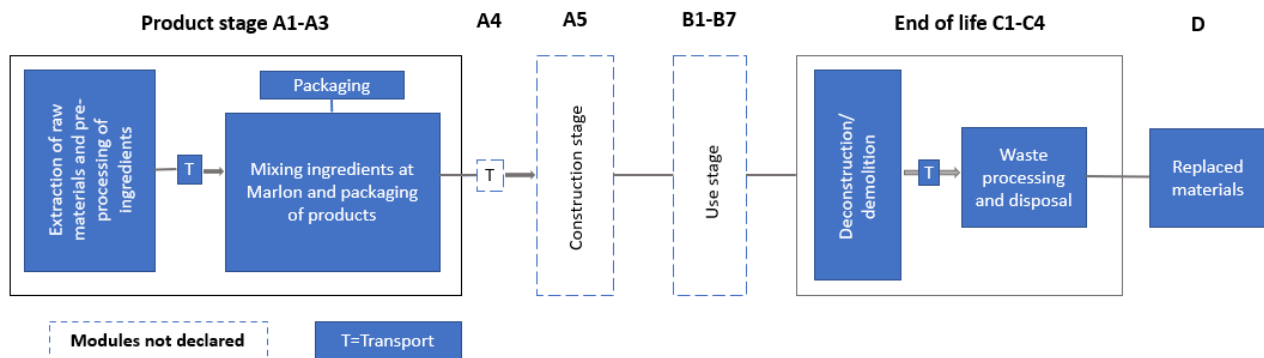 Product stage A1-A3
A4
A5
B1-B7
End of life C1-C4
D
Extraction of raw
materials and pre-
processing of
ingredients
T
Packaging
Mixing ingredients at
Marlon and packaging
of products
T
Construction stage
Use stage
Deconstruction/
demolition
T
Waste
processing
and disposal
Replaced
materials
Modules not declared
T=Transport